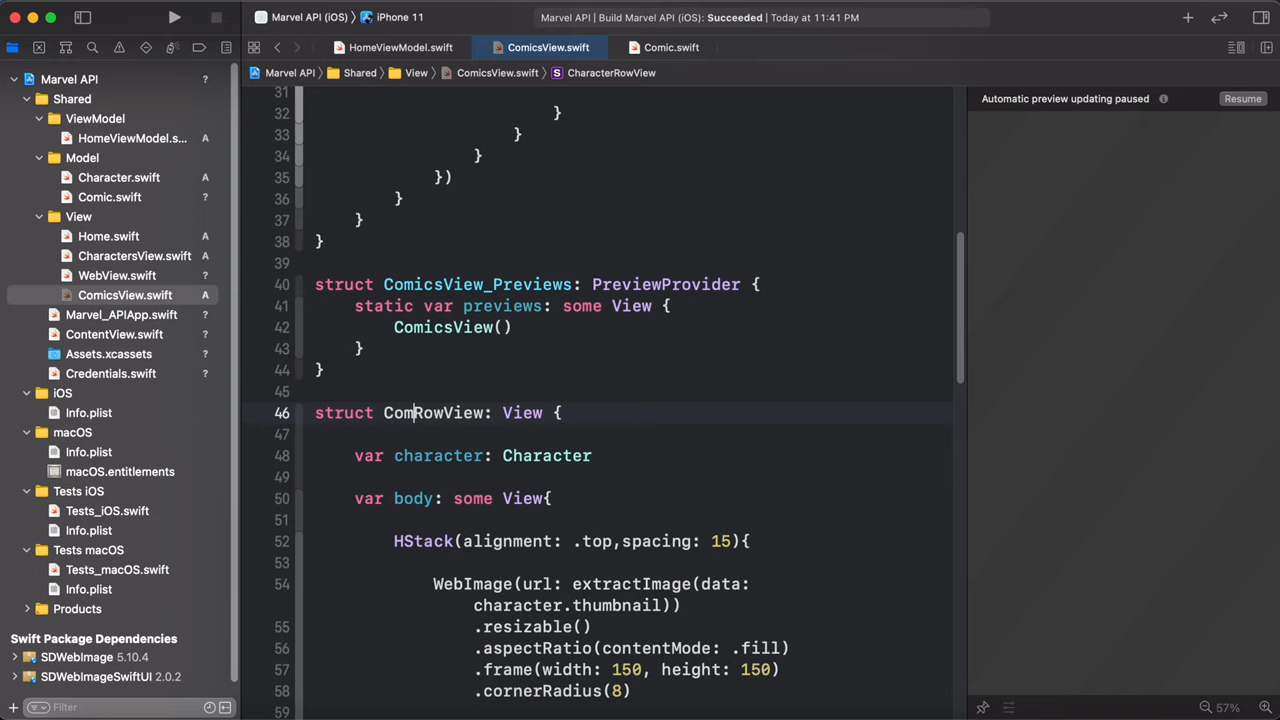 Marvel API (iOS) 〉 iPhone 11
Marvel API | Build Marvel API (iOS): Succeeded | Today at 11:41 PM
HomeViewModel.swift
ComicsView.swift
Comic.swift
Marvel API 〉 Shared 〉 View 〉 ComicsView.swift 〉 S CharacterRowView
Marvel API ?
Shared
ViewModel
HomeViewModel.s... A
Model
Character.swift A
Comic.swift ?
View
Home.swift A
ChartersView.swift A
WebView.swift ?
ComicsView.swift A
Marvel_APIApp.swift ?
ContentView.swift ?
Assets.xcassets ?
Credentials.swift ?
iOS
Info.plist
macOS
Info.plist
macOS.entitlements
Tests iOS
Tests_iOS.swift
Info.plist
Tests macOS
Tests_macOS.swift
Info.plist
Products
Swift Package Dependencies
SDWebImage 5.10.4
SDWebImageSwiftUI 2.0.2
Filter
31
32 }
33 }
34 }
35 })
36 }
37 }
38 }
39
40 struct ComicsView_Previews: PreviewProvider {
41 static var previews: some View {
42 ComicsView()
43 }
44 }
45
46 struct ComRowView: View {
47
48 var character: Character
49
50 var body: some View{
51
52 HStack(alignment: .top,spacing: 15){
53
54 WebImage(url: extractImage(data:
character.thumbnail))
55 .resizable()
56 .aspectRatio(contentMode: .fill)
57 .frame(width: 150, height: 150)
58 .cornerRadius(8)
59
Automatic preview updating paused
Resume
57%